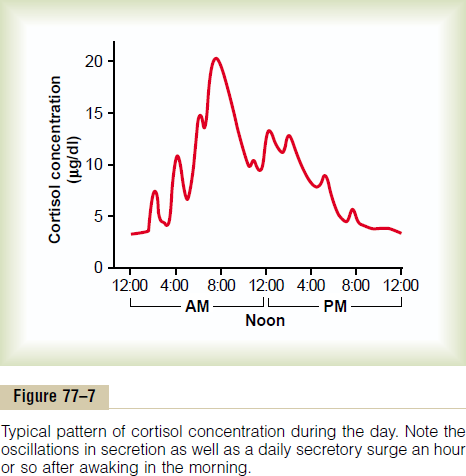 20
15
10
5
0
Cortisol concentration
(µg/dl)
12:00 4:00 8:00 12:00 4:00 8:00 12:00
AM PM
Noon
Figure 77–7
Typical pattern of cortisol concentration during the day. Note the
oscillations in secretion as well as a daily secretory surge an hour
or so after awaking in the morning.